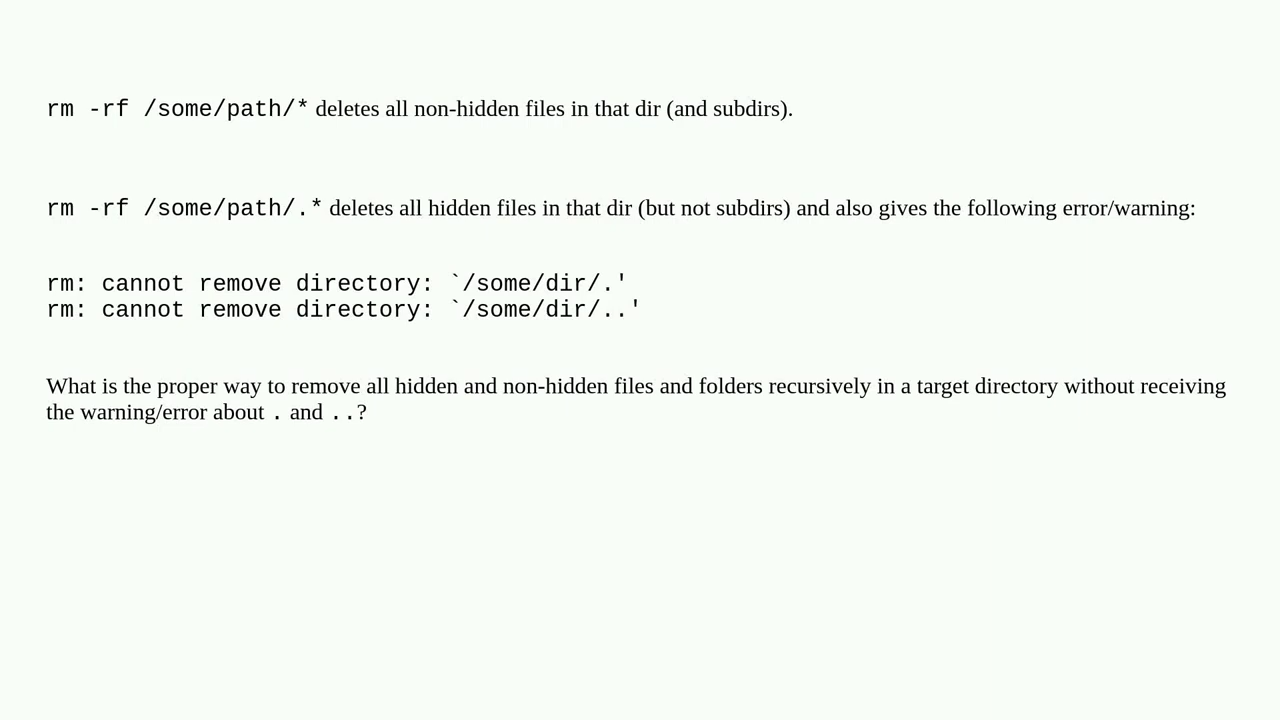 rm -rf /some/path/* deletes all non-hidden files in that dir (and subdirs).
rm -rf /some/path/.* deletes all hidden files in that dir (but not subdirs) and also gives the following error/warning:
rm: cannot remove directory: `/some/dir/.'
rm: cannot remove directory: `/some/dir/..'
What is the proper way to remove all hidden and non-hidden files and folders recursively in a target directory without receiving
the warning/error about . and ..?